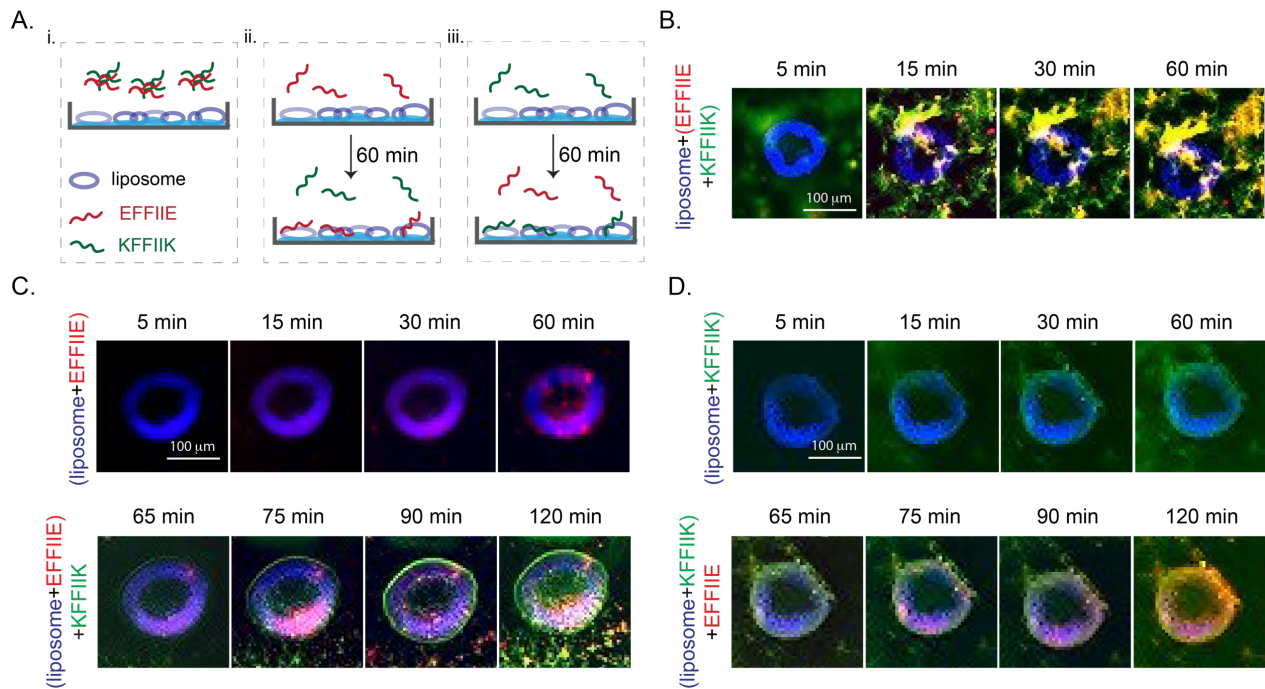 A.
i.
ii.
iii.
60 min
60 min
liposome
EFFIIE
KFFIIK
B.
liposome+(EFFIIE
+KFFIIK)
5 min
15 min
30 min
60 min
100 µm
C.
(liposome+EFFIIE)
5 min
15 min
30 min
60 min
100 µm
(liposome+EFFIIE)
+KFFIIK
65 min
75 min
90 min
120 min
D.
(liposome+KFFIIK)
5 min
15 min
30 min
60 min
100 µm
(liposome+KFFIIK)
+EFFIIE
65 min
75 min
90 min
120 min